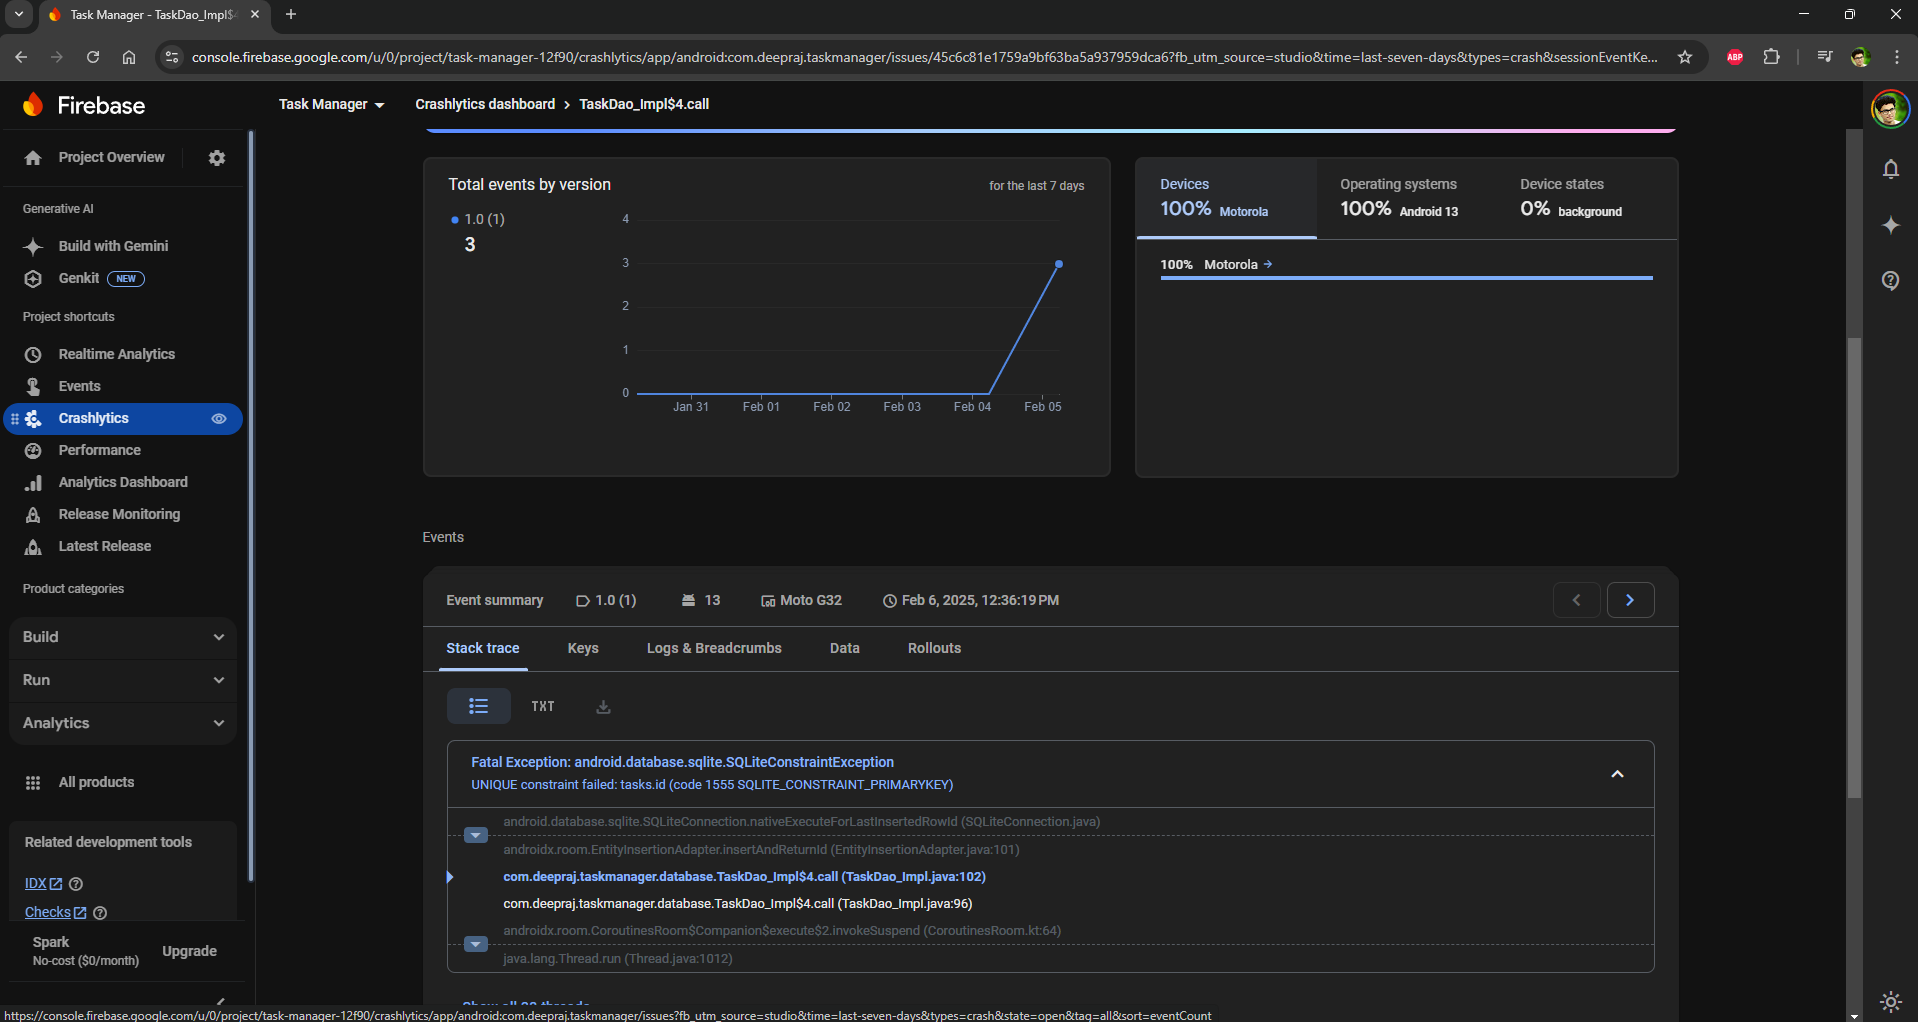 Task Manager - TaskDao_Impl$4
console.firebase.google.com/u/0/project/task-manager-12f90/crashlytics/app/android:com.deepraj.taskmanager/issues/45c6c81e1759a9bf63ba5a937959dca6?fb_utm_source=studio&time=last-seven-days&types=crash&sessionEventKe...
ABP
Firebase
Task Manager
Crashlytics dashboard > TaskDao_Impl$4.call
Project Overview
Generative AI
Build with Gemini
Genkit NEW
Project shortcuts
Realtime Analytics
Events
Crashlytics
Performance
Analytics Dashboard
Release Monitoring
Latest Release
Product categories
Build
Run
Analytics
All products
Related development tools
IDX
Checks
Spark
No-cost ($0/month)
Upgrade
Total events by version
for the last 7 days
1.0 (1)
3
4
3
2
1
0
Jan 31 Feb 01 Feb 02 Feb 03 Feb 04 Feb 05
Devices
100% Motorola
Operating systems
100% Android 13
Device states
0% background
100% Motorola
Events
Event summary 1.0 (1) 13 Moto G32 Feb 6, 2025, 12:36:19 PM
Stack trace Keys Logs & Breadcrumbs Data Rollouts
TXT
Fatal Exception: android.database.sqlite.SQLiteConstraintException
UNIQUE constraint failed: tasks.id (code 1555 SQLITE_CONSTRAINT_PRIMARYKEY)
android.database.sqlite.SQLiteConnection.nativeExecuteForLastInsertedRowId (SQLiteConnection.java)
androidx.room.EntityInsertionAdapter.insertAndReturnId (EntityInsertionAdapter.java:101)
com.deepraj.taskmanager.database.TaskDao_Impl$4.call (TaskDao_Impl.java:102)
com.deepraj.taskmanager.database.TaskDao_Impl$4.call (TaskDao_Impl.java:96)
androidx.room.CoroutinesRoom$Companion$execute$2.invokeSuspend (CoroutinesRoom.kt:64)
java.lang.Thread.run (Thread.java:1012)
Show all
threads
https://console.firebase.google.com/u/0/project/task-manager-12f90/crashlytics/app/android:com.deepraj.taskmanager/issues?fb_utm_source=studio&time=last-seven-days&types=crash&state=open&tag=all&sort=eventCount